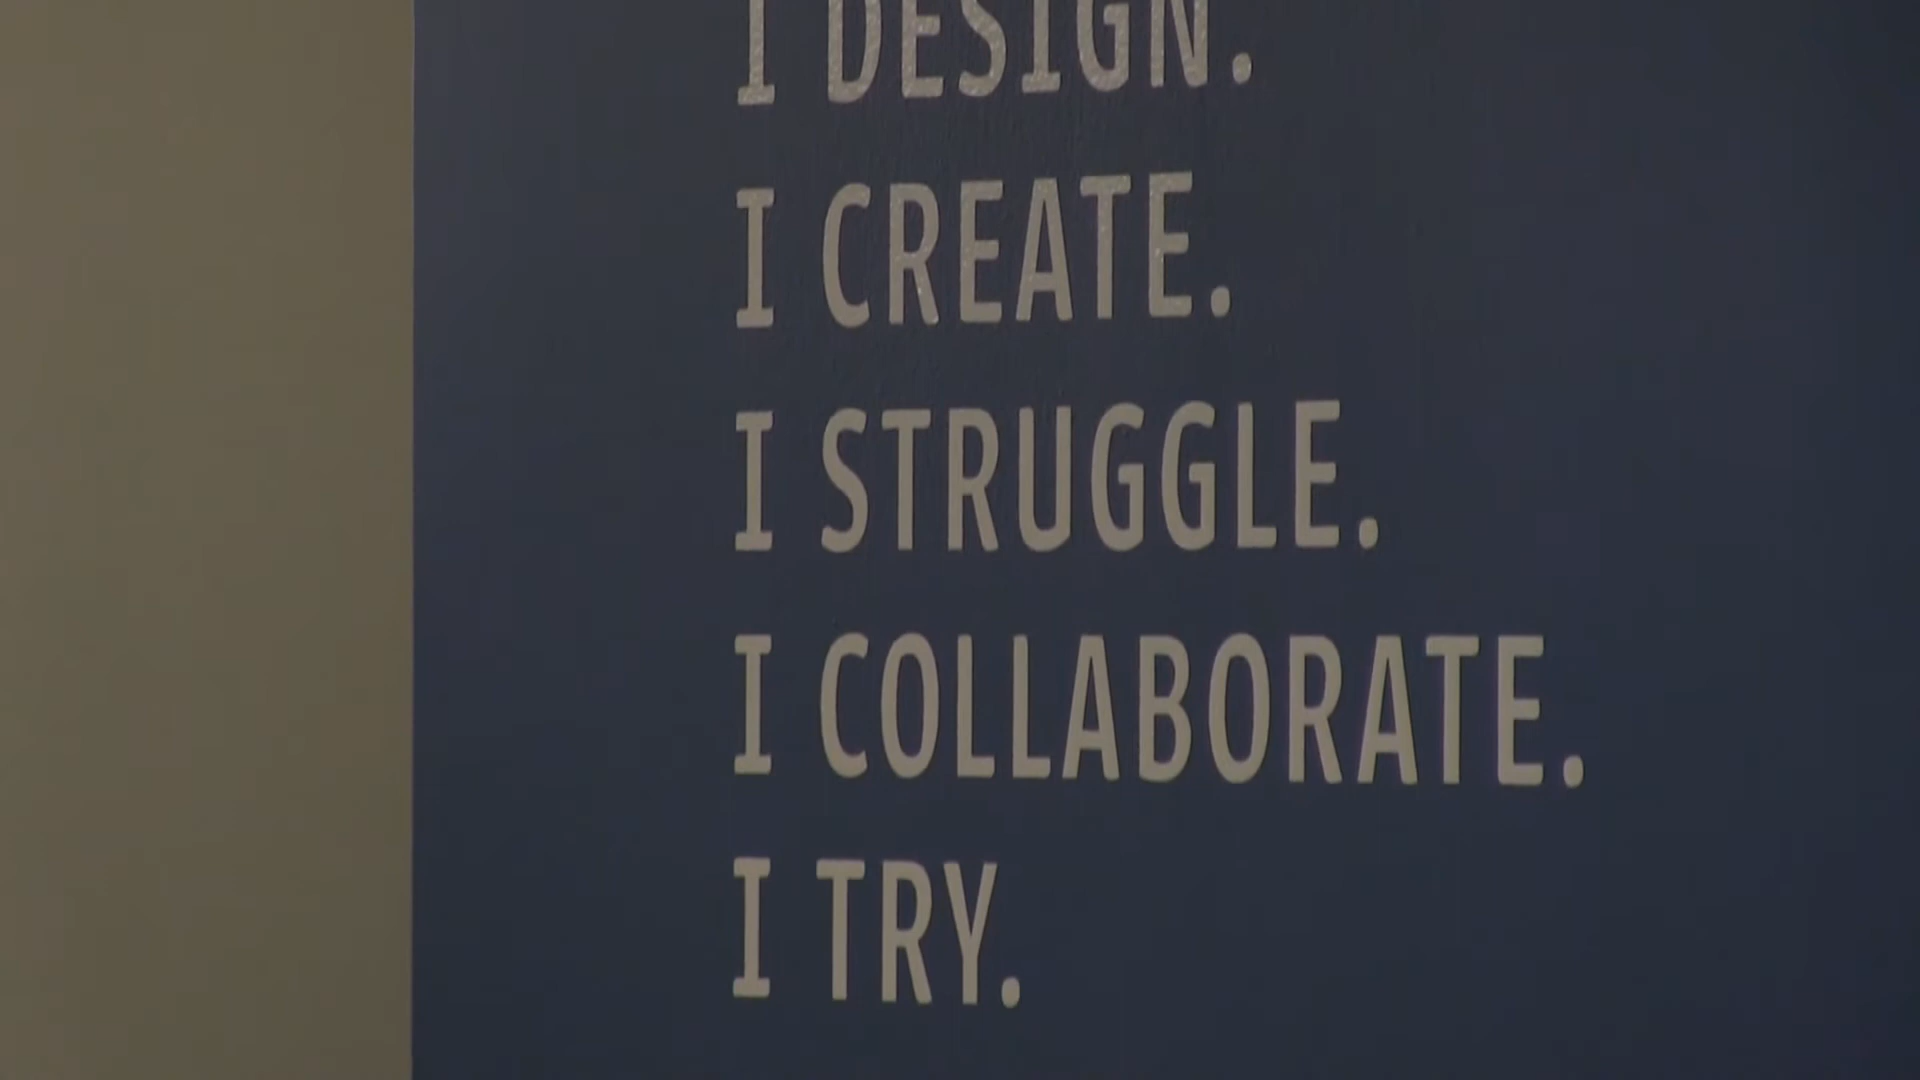 I DESIGN.
I CREATE.
I STRUGGLE.
I COLLABORATE.
I TRY.